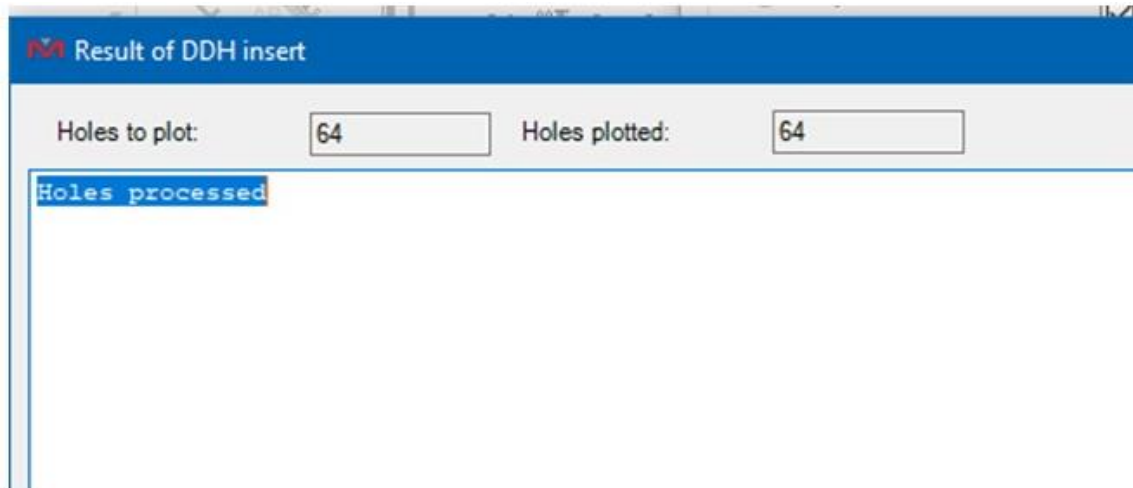 Result of DDH insert
Holes to plot: 64 Holes plotted: 64
Holes processed